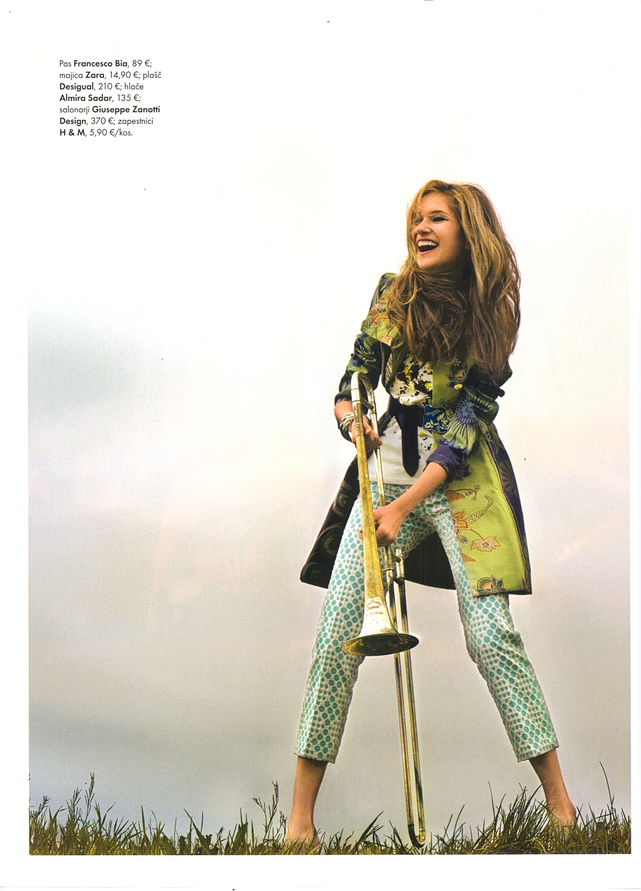 Pas Francesco Bia, 89 €;
majica Zara, 14,90 €; plašč
Desigual, 210 €; hlače
Almira Sadar, 135 €;
salonarji Giuseppe Zanotti
Design, 370 €; zapestnici
H & M, 5,90 €/kos.